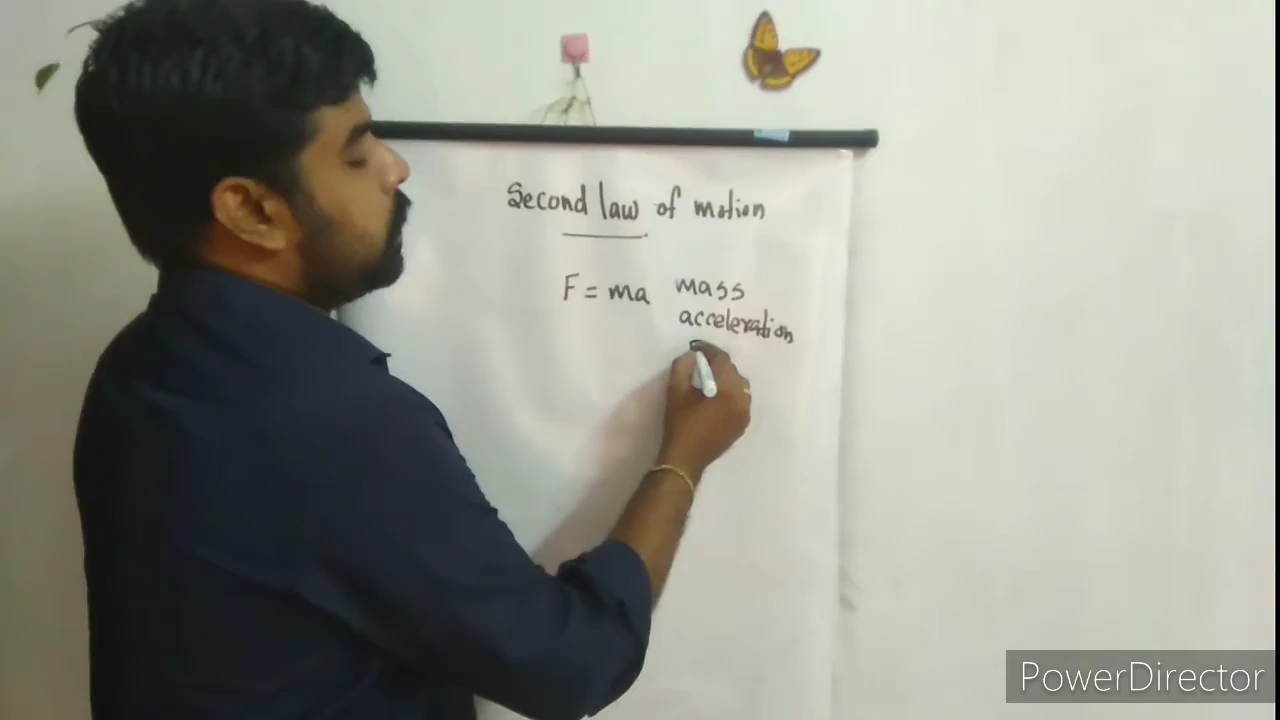 Second law of motion
F = ma mass
acceleration
PowerDirector